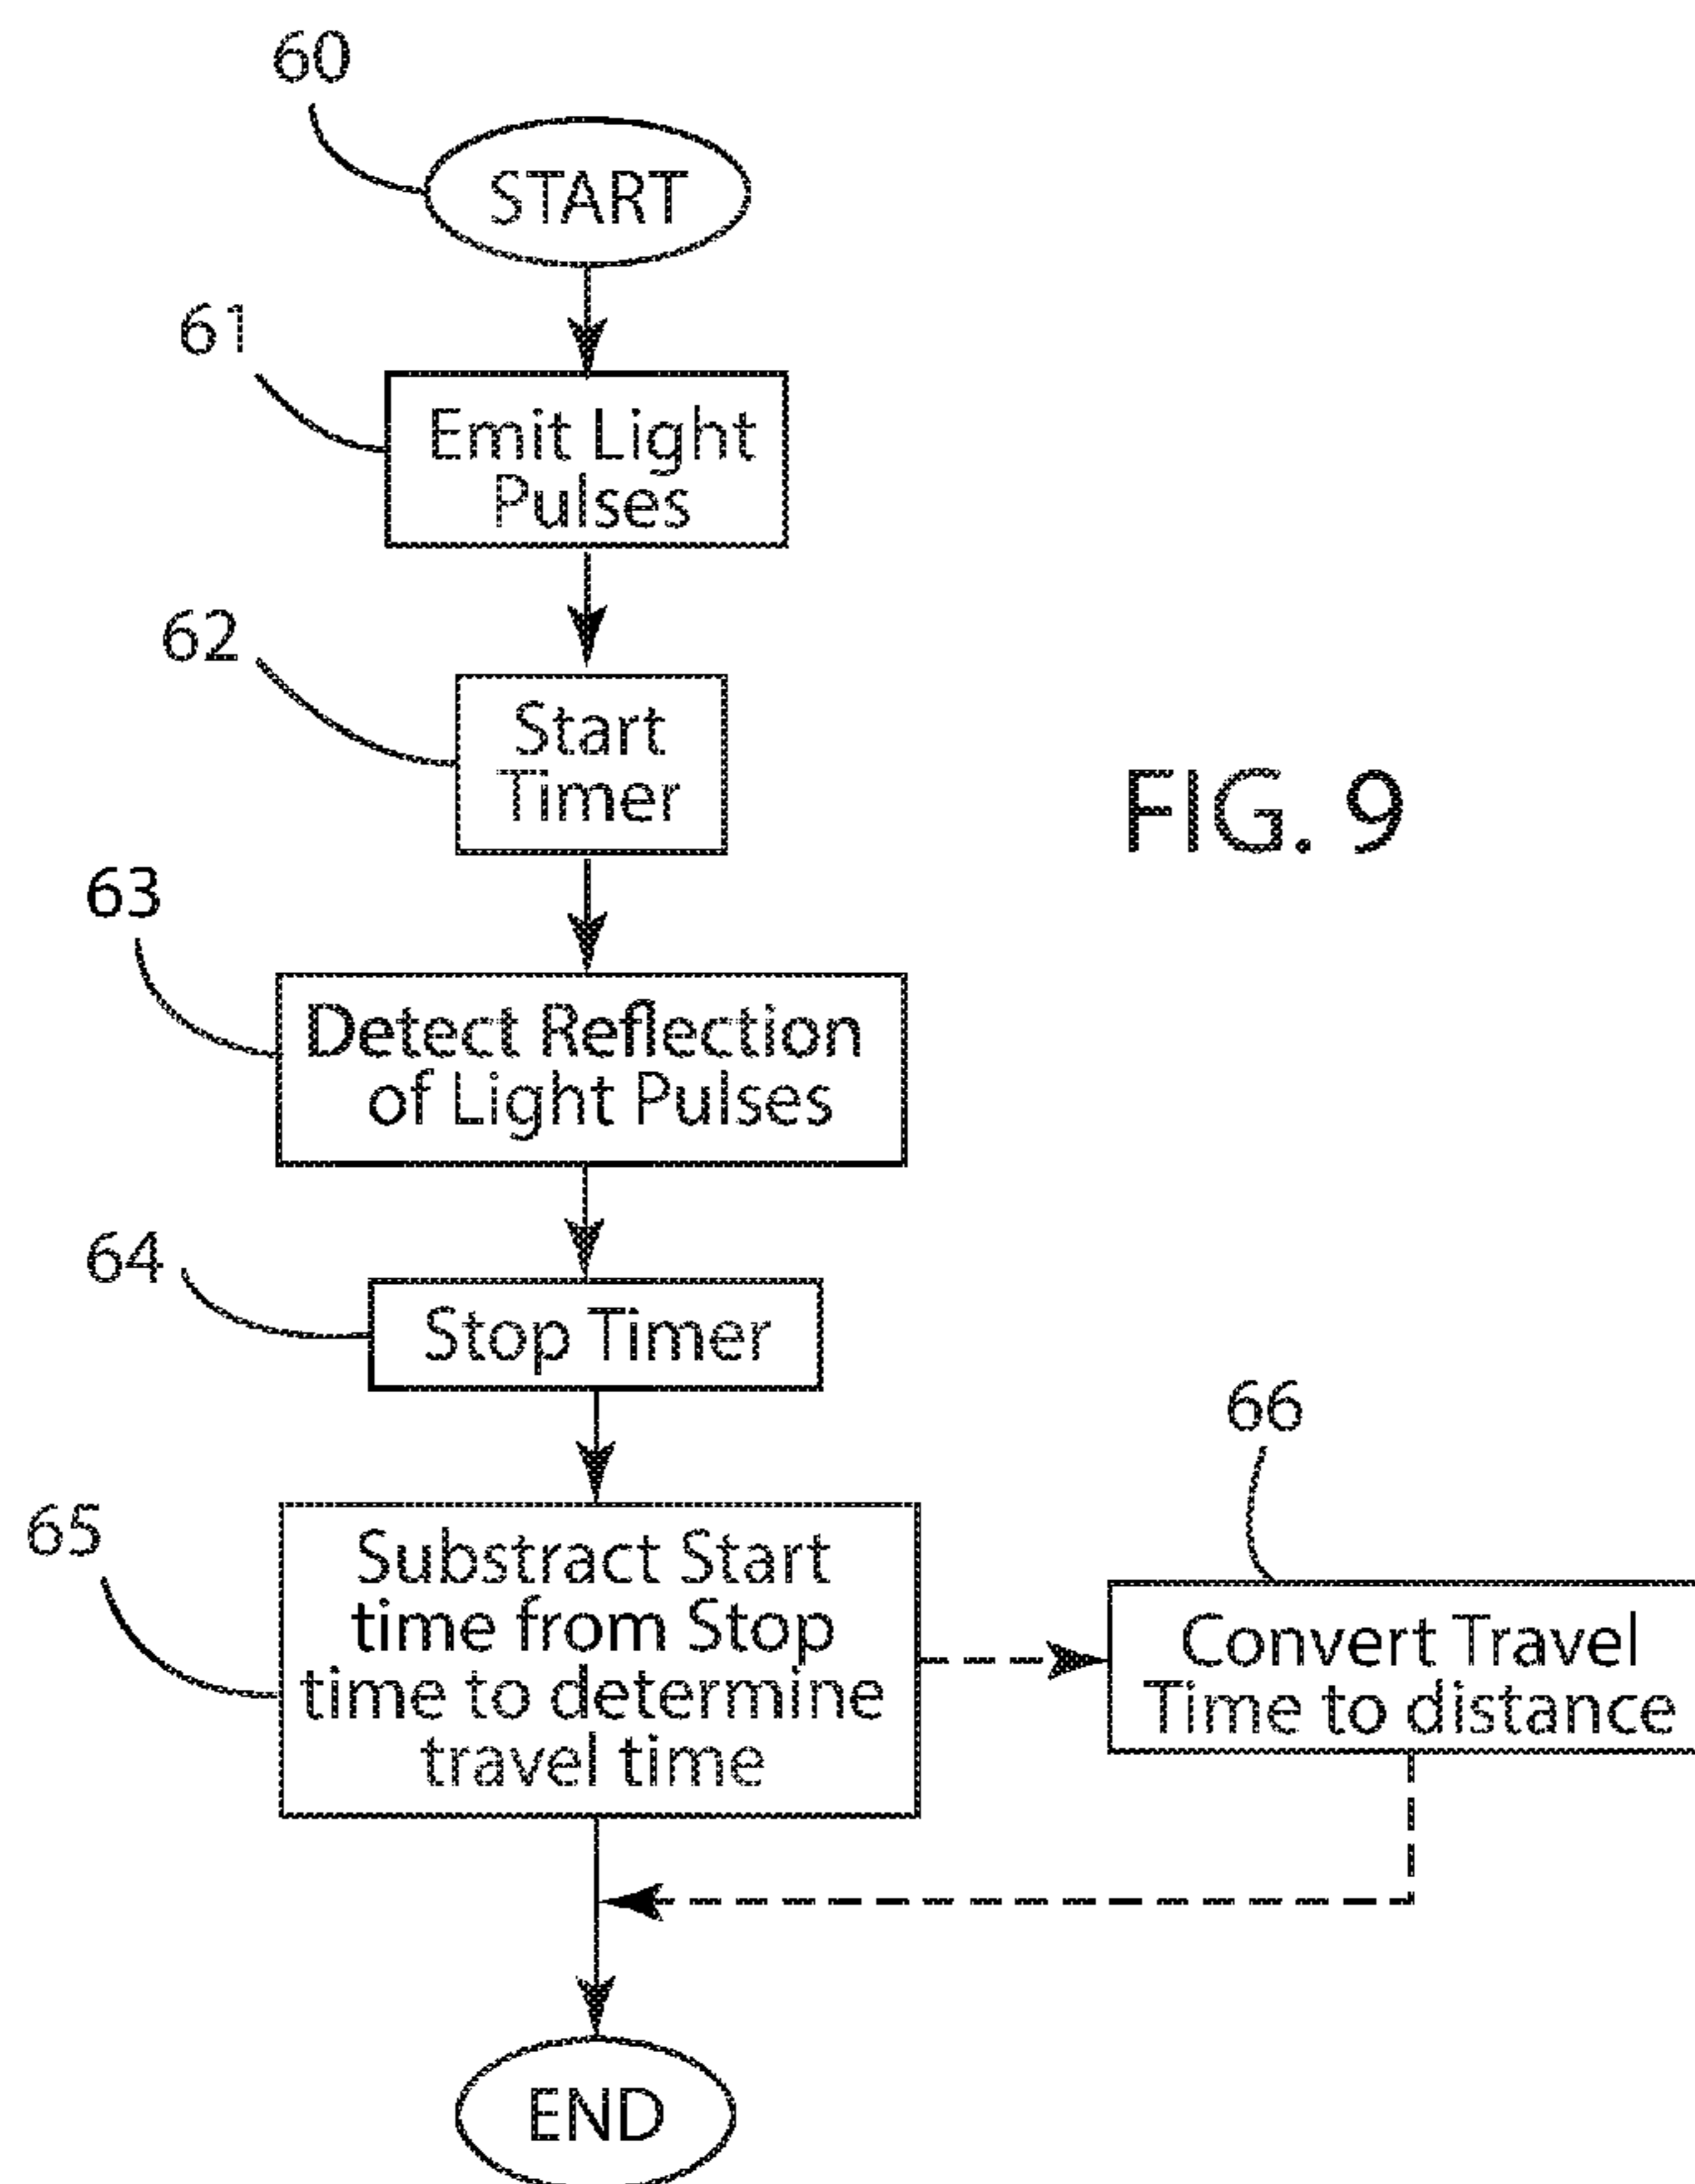 60
START
61
Emit Light
Pulses
62
Start
Timer
FIG. 9
63
Detect Reflection
of Light Pulses
64
Stop Timer
65
Substract Start
time from Stop
time to determine
travel time
66
Convert Travel
Time to distance
END